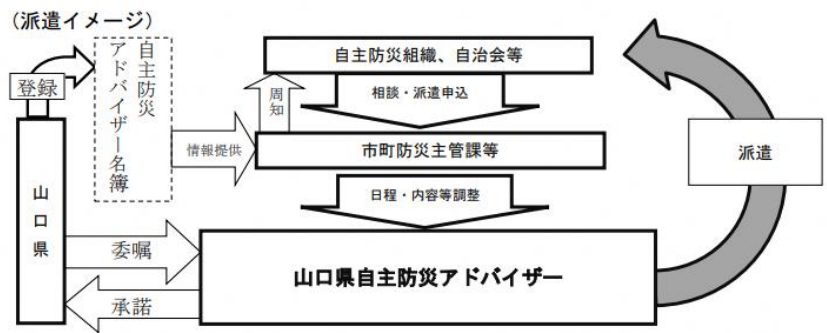 （派遣イメージ）
登録
自主防災
アドバイザー名簿
自主防災組織、自治会等
周知
相談・派遣申込
情報提供
市町防災主管課等
派遣
日程・内容等調整
山口県
委嘱
山口県自主防災アドバイザー
承諾